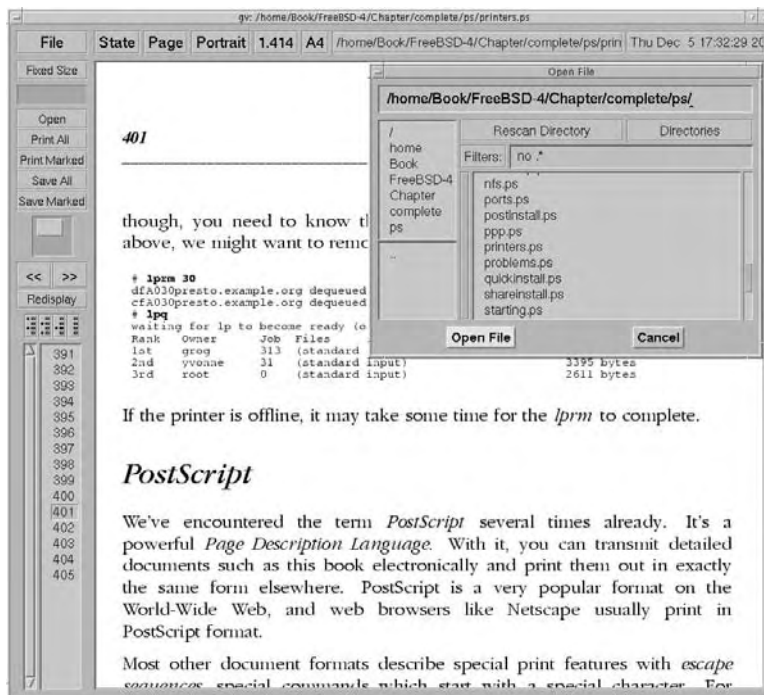 gv: /home/Book/FreeBSD-4/Chapter/complete/ps/printers.ps
File State Page Portrait 1.414 A4 /home/Book/FreeBSD-4/Chapter/complete/ps/prin Thu Dec 5 17:32:29 20
Fixed Size
Open
Print All
Print Marked
Save All
Save Marked
<< >>
Redisplay
391
392
393
394
395
396
397
398
399
400
401
402
403
404
405
401
though, you need to know
above, we might want to remo
# lprm 30
dfA030presto.example.org dequeued
cfA030presto.example.org dequeued
# lpq
waiting for lp to become ready (o
Rank Owner Job Files
1st grog 313 (standard
2nd yvonne 31 (standard input) 3395 bytes
3rd root 0 (standard input) 2611 bytes
If the printer is offline, it may take some time for the lprm to complete.
PostScript
We've encountered the term PostScript several times already. It's a
powerful Page Description Language. With it, you can transmit detailed
documents such as this book electronically and print them out in exactly
the same form elsewhere. PostScript is a very popular format on the
World-Wide Web, and web browsers like Netscape usually print in
PostScript format.
Most other document formats describe special print features with escape
sequences, special commands which start with a special character. For
Open File
/home/Book/FreeBSD-4/Chapter/complete/ps/
/
home
Book
FreeBSD-4
Chapter
complete
ps
..
Rescan Directory Directories
Filters: no .*
nfs.ps
ports.ps
postinstall.ps
ppp.ps
printers.ps
problems.ps
quickinstall.ps
shareinstall.ps
starting.ps
Open File Cancel